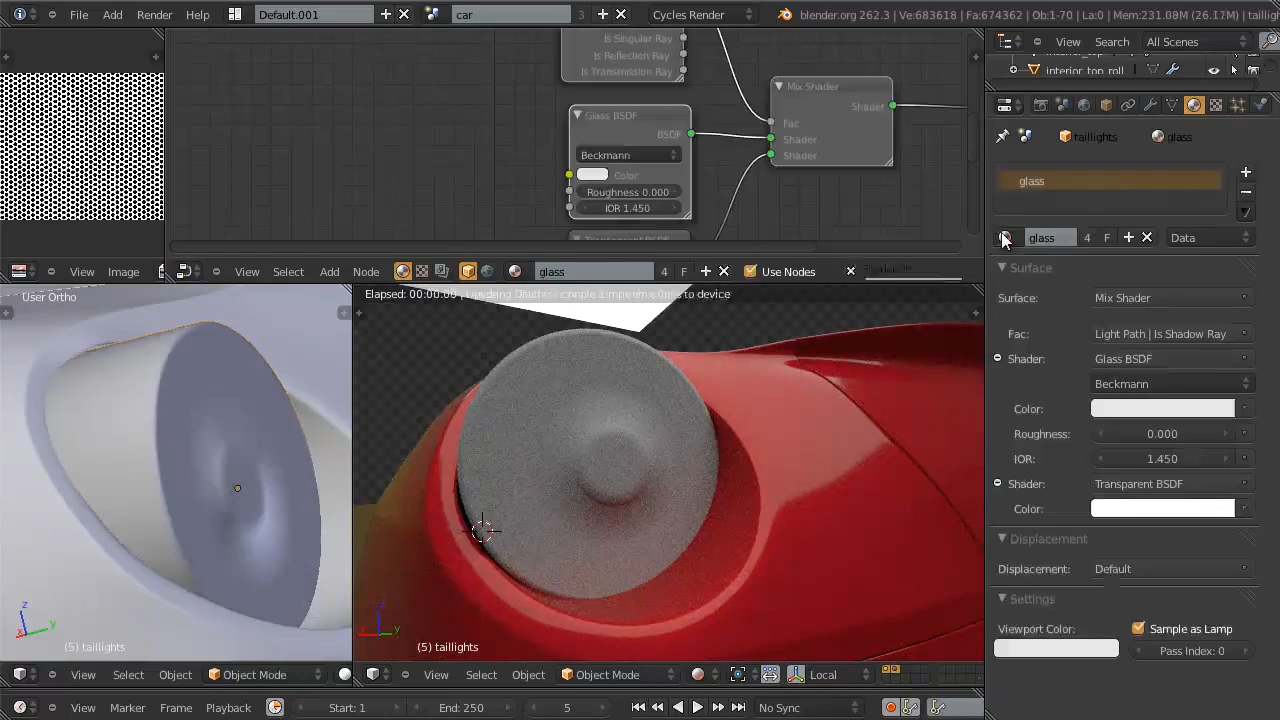 File Add Render Help Default.001 car 3 Cycles Render blender.org 262.3 | Ve:683618 | Fa:674362 | Ob:1-70 | La:0 | Mem:231.09M
View Search All Scenes
interior_top_roll
Is Singular Ray
Is Reflection Ray
Is Transmission Ray
Glass BSDF
BSDF
Beckmann
Color
Roughness 0.000
IOR 1.450
Mix Shader
Shader
Fac
Shader
Shader
taillights glass
glass
glass 4 F Data
Surface
Surface: Mix Shader
Fac: Light Path | Is Shadow Ray
Shader: Glass BSDF
Beckmann
Color:
Roughness: 0.000
IOR: 1.450
Shader: Transparent BSDF
Color:
Displacement
Displacement: Default
Settings
Viewport Color: Sample as Lamp
Pass Index: 0
View Image View Select Add Node glass 4 F Use Nodes
User Ortho
Elapsed: 00:00.00 to device
(5) taillights
(5) taillights
View Select Object Object Mode View Select Object Object Mode Local
View Marker Frame Playback Start: 1 End: 250 5 No Sync